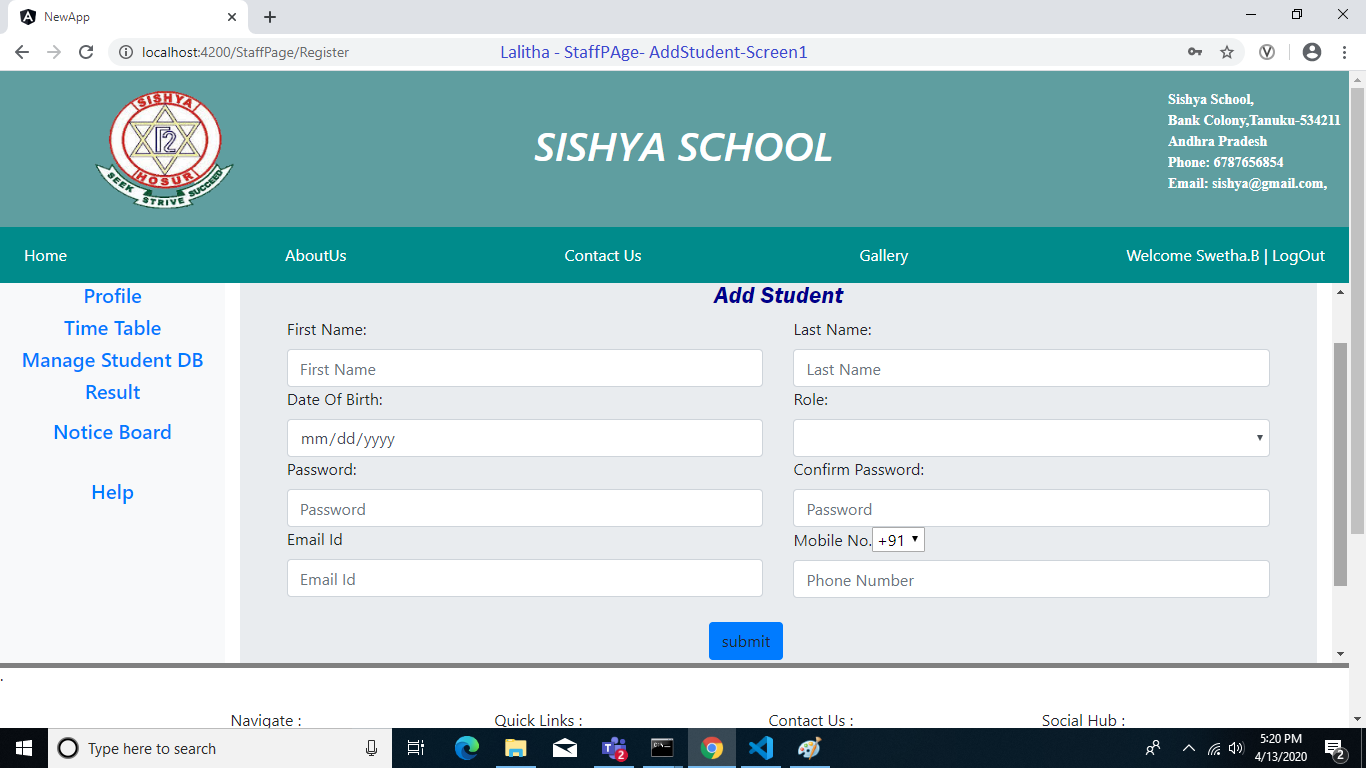 NewApp
localhost:4200/StaffPage/Register
Lalitha - StaffPAge- AddStudent-Screen1
SISHYA
HOSUR
SEEK
STRIVE
SUCCEED
SISHYA SCHOOL
Sishya School,
Bank Colony,Tanuku-534211
Andhra Pradesh
Phone: 6787656854
Email: sishya@gmail.com,
Home AboutUs Contact Us Gallery Welcome Swetha.B | LogOut
Profile
Time Table
Manage Student DB
Result
Notice Board
Help
Add Student
First Name: Last Name:
First Name Last Name
Date Of Birth: Role:
mm/dd/yyyy
Password: Confirm Password:
Password Password
Email Id Mobile No. +91
Email Id Phone Number
submit
.
Navigate : Quick Links : Contact Us : Social Hub :
Type here to search
2
5:20 PM
4/13/2020
2